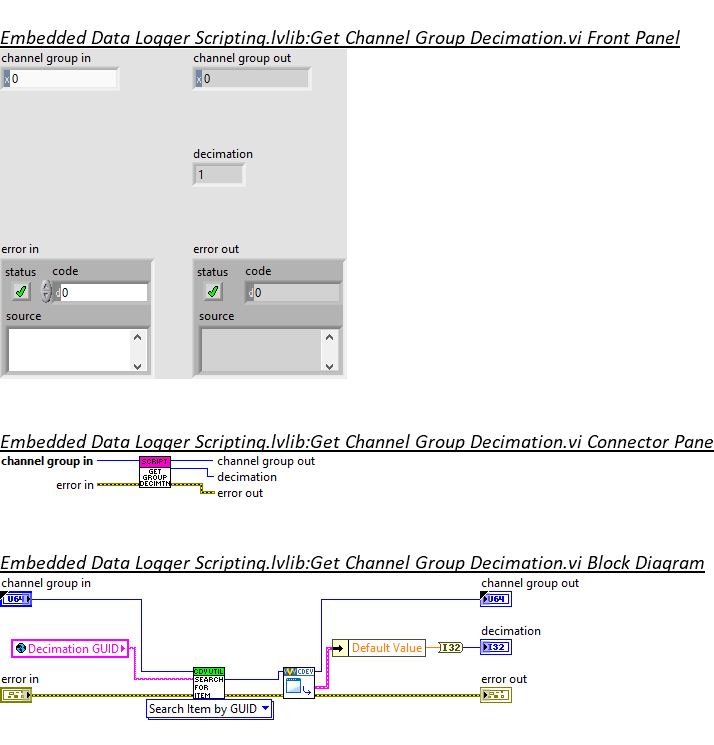 Embedded Data Logger Scripting.lvlib:Get Channel Group Decimation.vi Front Panel
channel group in
channel group out
x 0
x 0
decimation
1
error in
error out
status code
status code
d 0
d 0
source
source
Embedded Data Logger Scripting.lvlib:Get Channel Group Decimation.vi Connector Pane
channel group in
SCRIPT
GET
GROUP
DECIMTN
channel group out
decimation
error in
error out
Embedded Data Logger Scripting.lvlib:Get Channel Group Decimation.vi Block Diagram
channel group in
channel group out
U64
U64
decimation
Decimation GUID
Default Value
I32
I32
error in
CDV UTIL
SEARCH
FOR
ITEM
CDEV
error out
Search Item by GUID